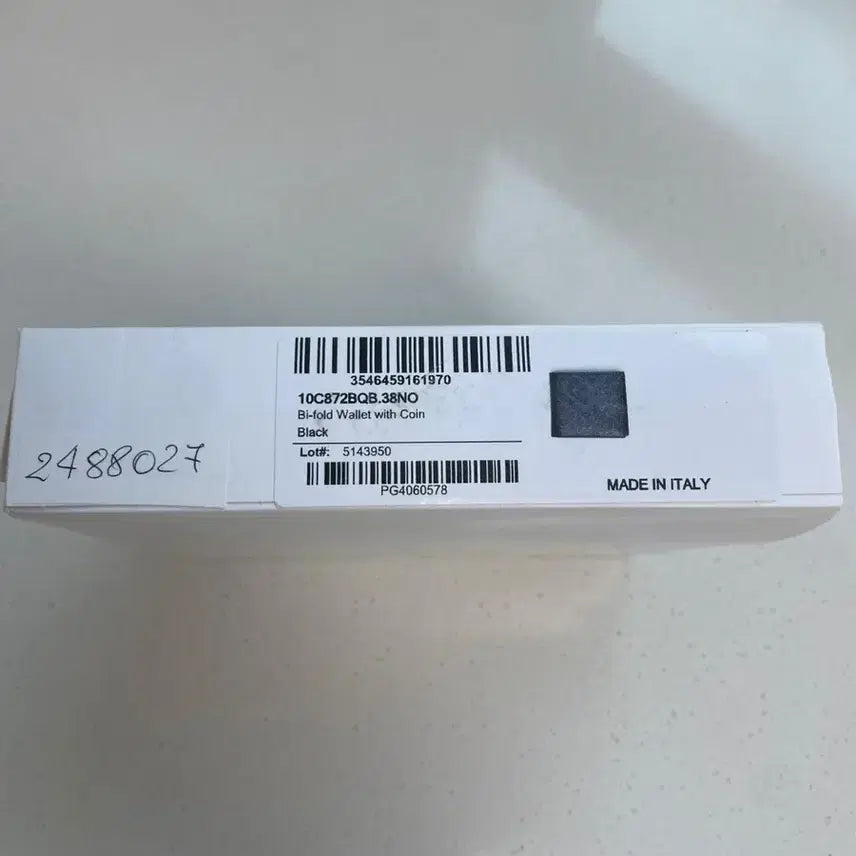 2488027
3546459161970
10C872BQB.38NO
Bi-fold Wallet with Coin
Black
Lot#: 5143950
PG4060578
MADE IN ITALY